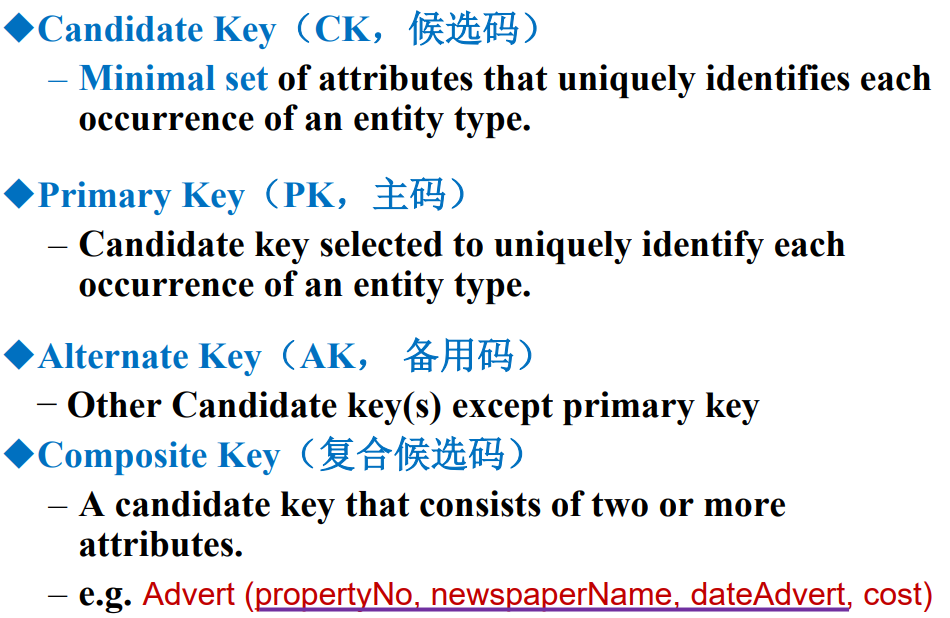 ◆Candidate Key（CK，候选码）
– Minimal set of attributes that uniquely identifies each
occurrence of an entity type.
◆Primary Key（PK，主码）
– Candidate key selected to uniquely identify each
occurrence of an entity type.
◆Alternate Key（AK， 备用码）
– Other Candidate key(s) except primary key
◆Composite Key（复合候选码）
– A candidate key that consists of two or more
attributes.
– e.g. Advert (propertyNo, newspaperName, dateAdvert, cost)